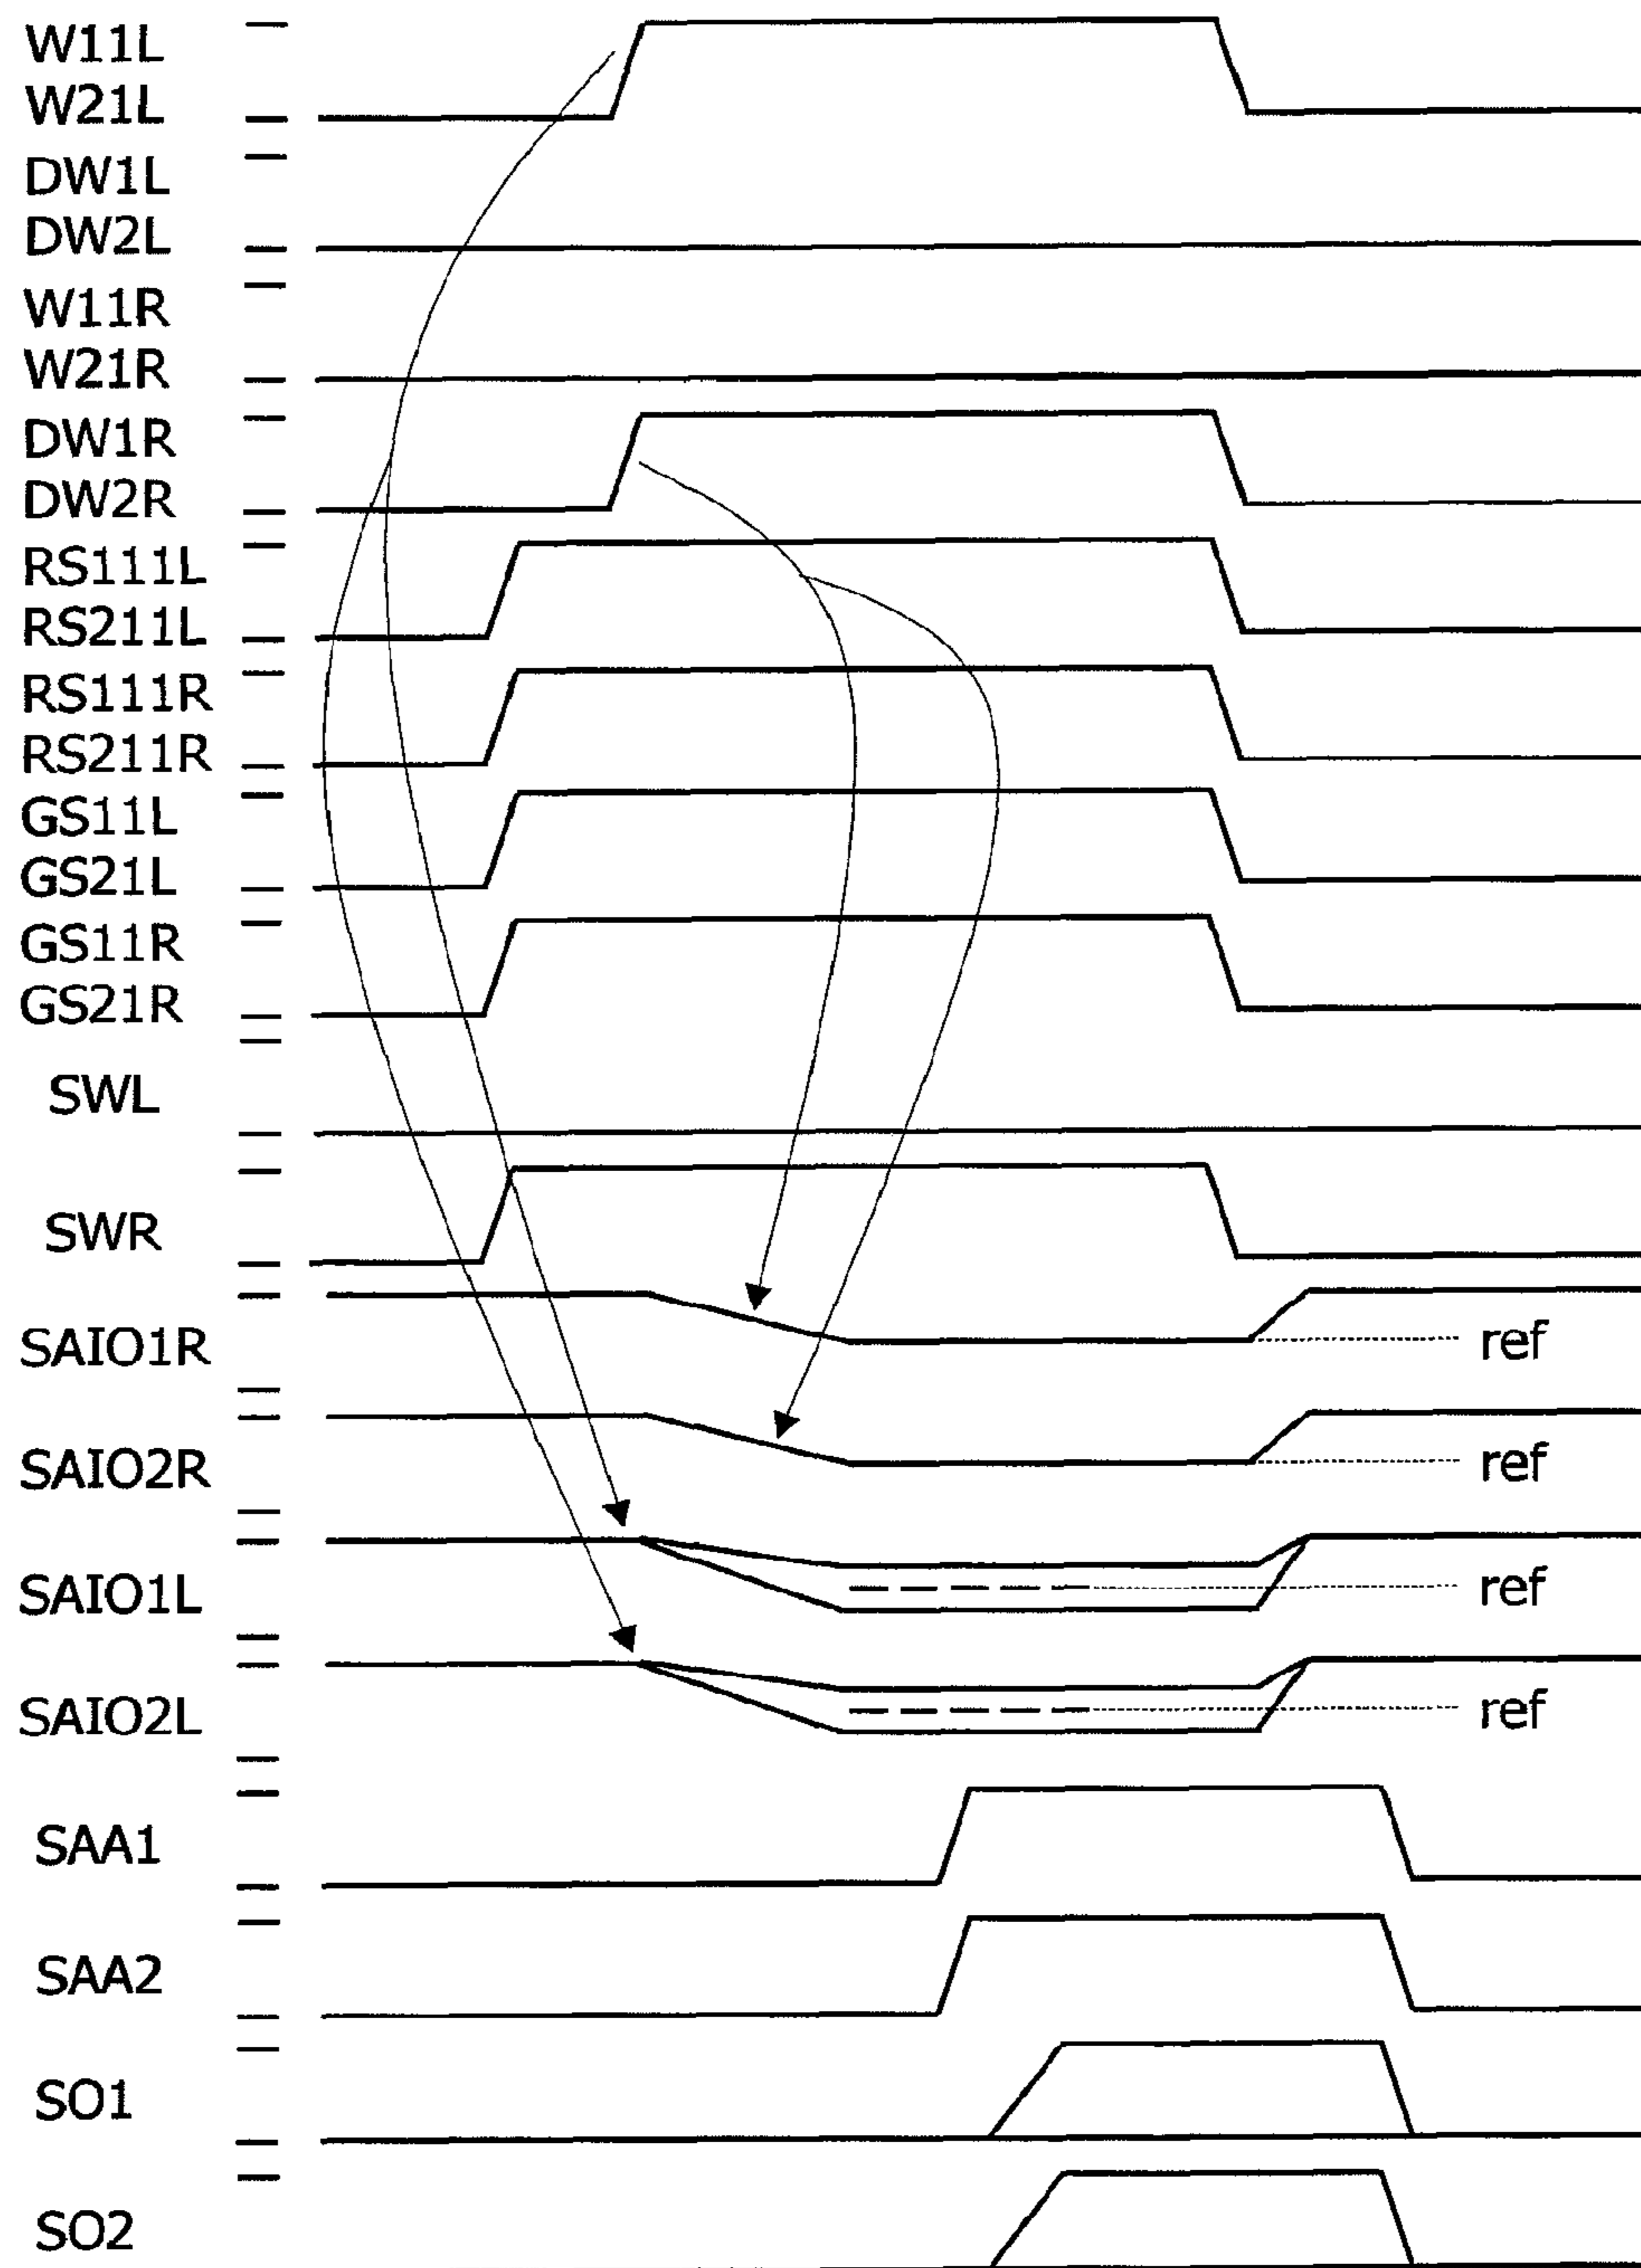 W11L
W21L
DW1L
DW2L
W11R
W21R
DW1R
DW2R
RS111L
RS211L
RS111R
RS211R
GS11L
GS21L
GS11R
GS21R
SWL
SWR
SAIO1R ref
SAIO2R ref
SAIO1L ref
SAIO2L ref
SAA1
SAA2
SO1
SO2